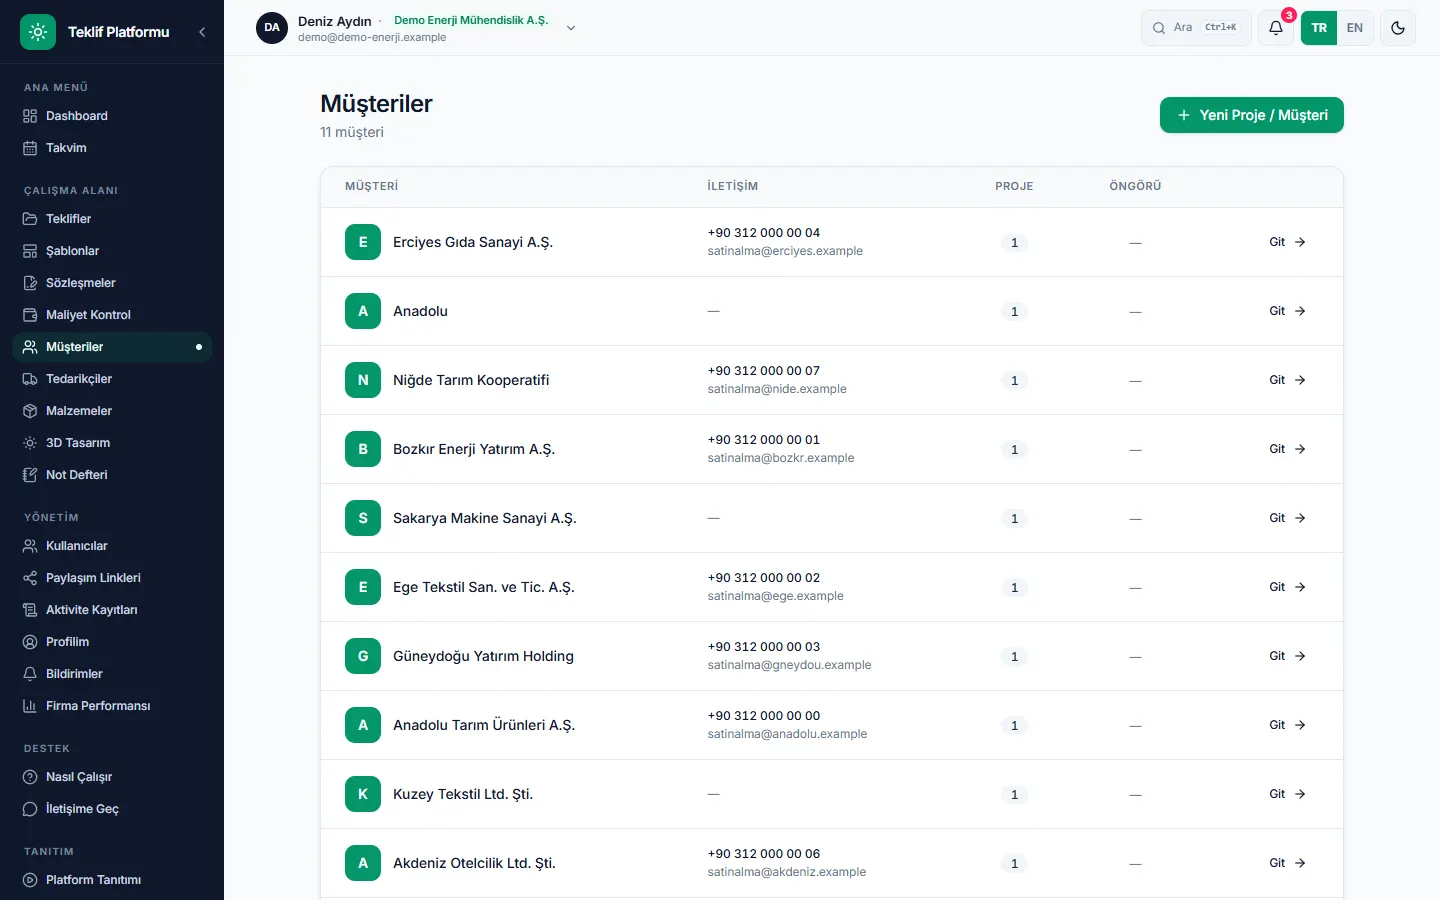 Teklif Platformu
ANA MENÜ
Dashboard
Takvim
ÇALIŞMA ALANI
Teklifler
Şablonlar
Sözleşmeler
Maliyet Kontrol
Müşteriler
Tedarikçiler
Malzemeler
3D Tasarım
Not Defteri
YÖNETİM
Kullanıcılar
Paylaşım Linkleri
Aktivite Kayıtları
Profilim
Bildirimler
Firma Performansı
DESTEK
Nasıl Çalışır
İletişime Geç
TANITIM
Platform Tanıtımı
DA
Deniz Aydın · Demo Enerji Mühendislik A.Ş.
demo@demo-enerji.example
Ara Ctrl+K
3
TR EN
Müşteriler
11 müşteri
+ Yeni Proje / Müşteri
MÜŞTERİ İLETİŞİM PROJE ÖNGÖRÜ
E Erciyes Gıda Sanayi A.Ş. +90 312 000 00 04 1 — Git →
satinalma@erciyes.example
A Anadolu — 1 — Git →
N Niğde Tarım Kooperatifi +90 312 000 00 07 1 — Git →
satinalma@nide.example
B Bozkır Enerji Yatırım A.Ş. +90 312 000 00 01 1 — Git →
satinalma@bozkr.example
S Sakarya Makine Sanayi A.Ş. — 1 — Git →
E Ege Tekstil San. ve Tic. A.Ş. +90 312 000 00 02 1 — Git →
satinalma@ege.example
G Güneydoğu Yatırım Holding +90 312 000 00 03 1 — Git →
satinalma@gneydou.example
A Anadolu Tarım Ürünleri A.Ş. +90 312 000 00 00 1 — Git →
satinalma@anadolu.example
K Kuzey Tekstil Ltd. Şti. — 1 — Git →
A Akdeniz Otelcilik Ltd. Şti. +90 312 000 00 06 1 — Git →
satinalma@akdeniz.example